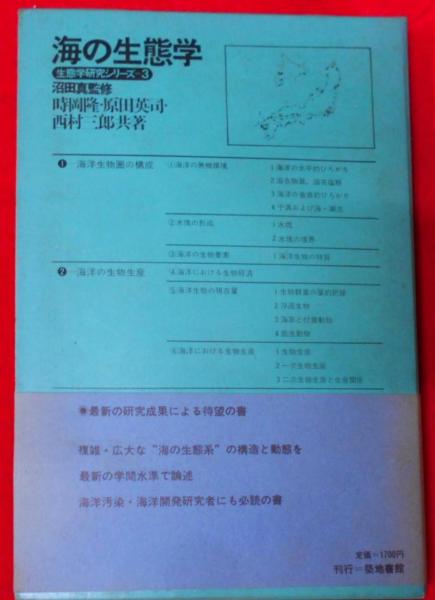 海の生態学
生態学研究シリーズ-3
沼田真監修
時岡隆・原田英司・
西村三郎共著
❶—海洋生物圏の構成
①海洋の無機環境
1 海洋の水平的ひろがり
3 海洋の垂直的ひろがり
4 干満および海・潮流
②水塊の形成
1 水塊
2 水塊の境界
③海洋の生物要素
1 海洋生物の特質
❷—海洋の生物生産
④海洋における生物経済
⑤海洋生物の現存量
1 生物群集の量的把握
2 浮遊生物
3 海藻と付着動物
4 底生動物
⑥海洋における生物生産
1 生物生産
2 一次生物生産
3 二次生物生産と生産関係
●最新の研究成果による待望の書
複雑・広大な“海の生態系”の構造と動態を
最新の学問水準で論述
海洋汚染・海洋開発研究者にも必読の書
定価=1700円
刊行=築地書館